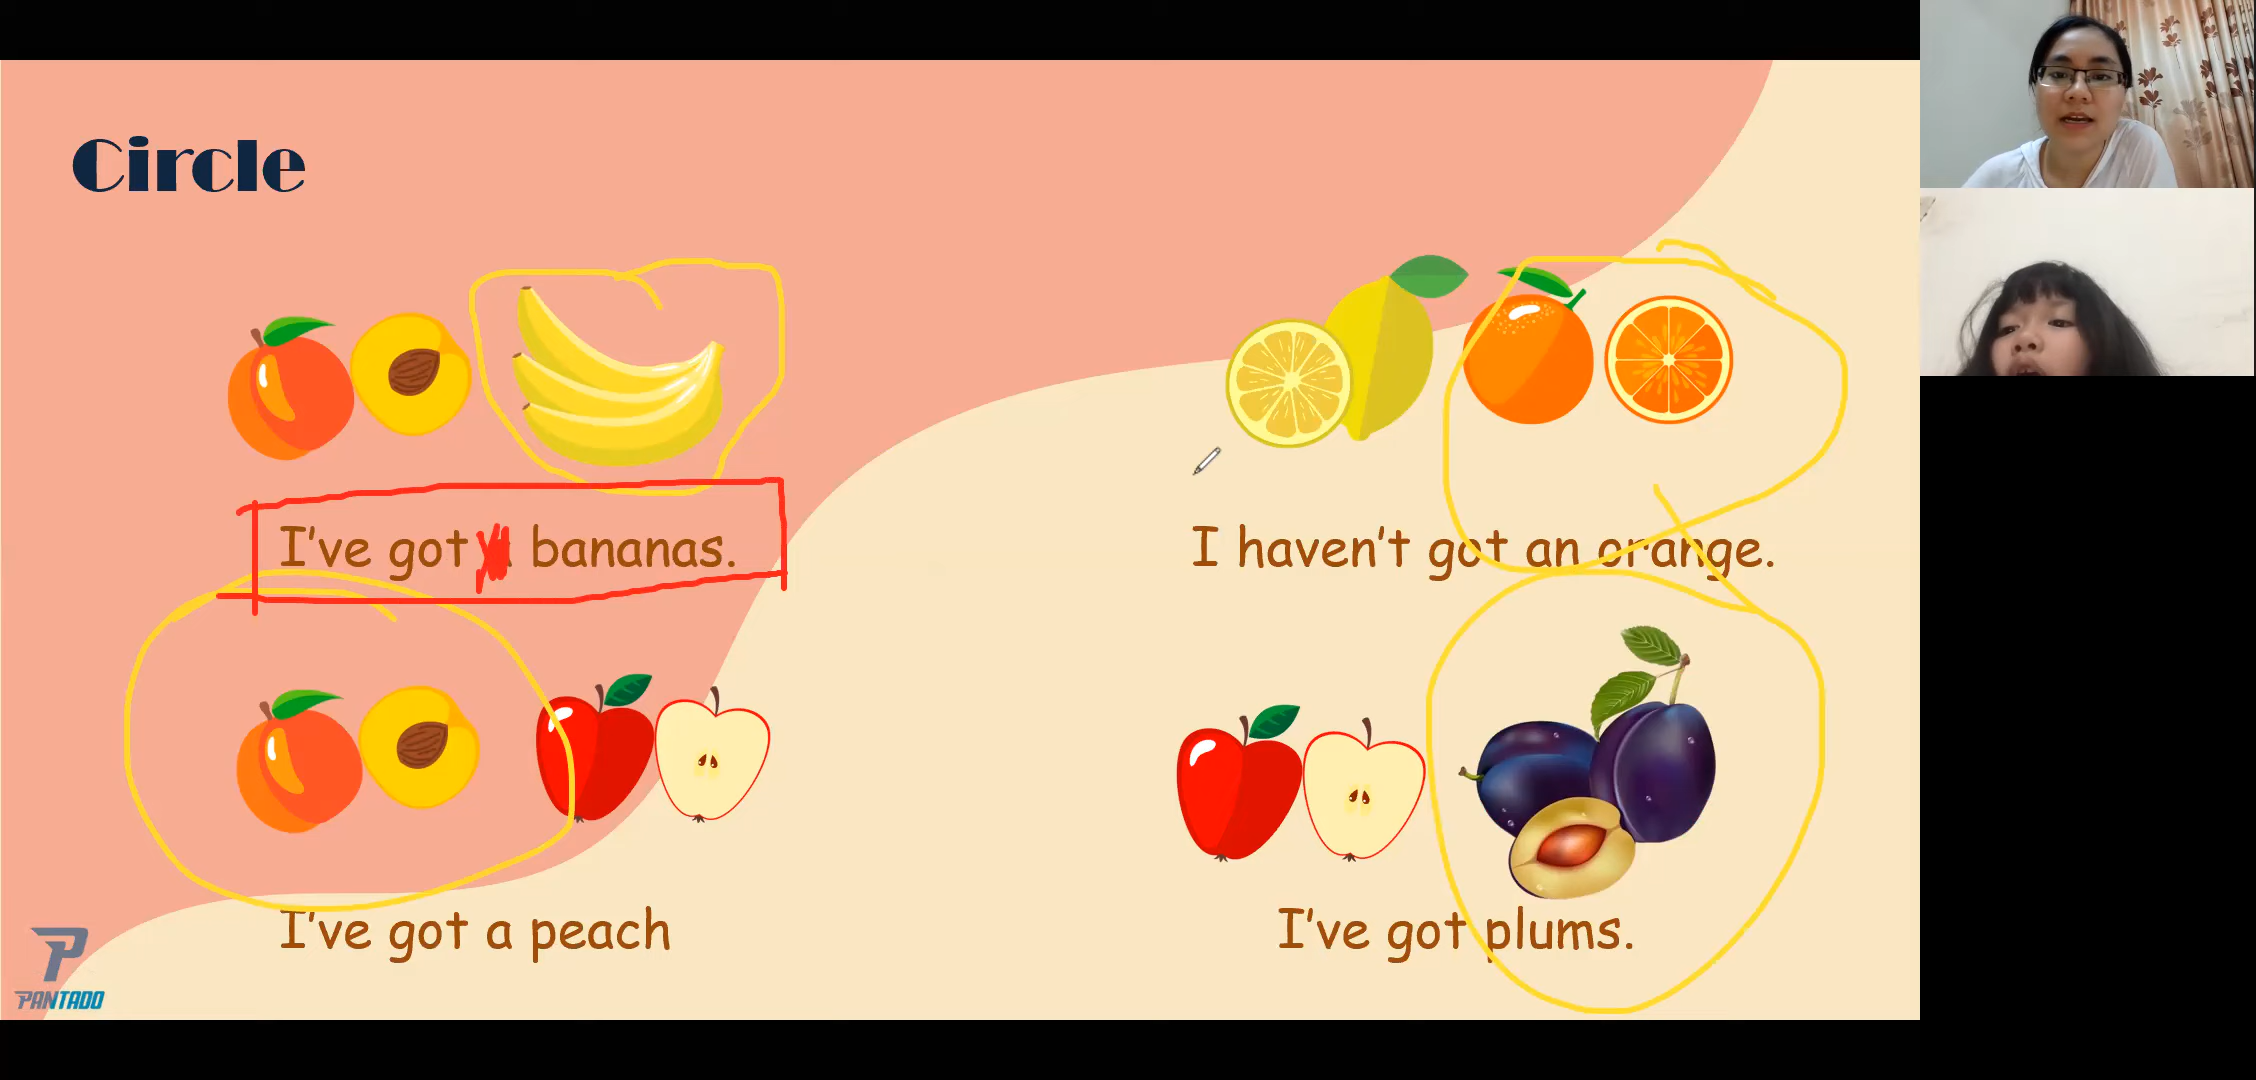 Circle
I've got bananas.
I haven't got an orange.
I've got a peach
I've got plums.
PANTADO